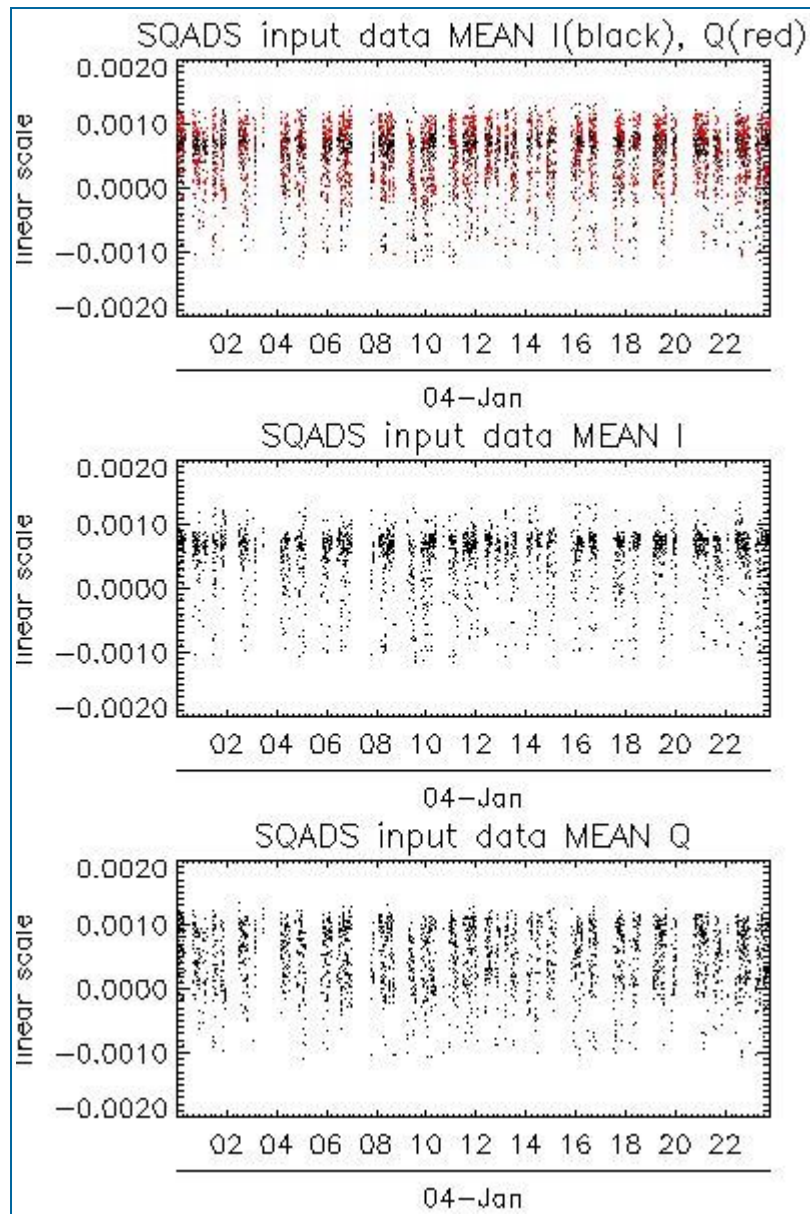 SQADS input data MEAN I(black), Q(red)
0.0020
0.0010
0.0000
−0.0010
−0.0020
linear scale
02 04 06 08 10 12 14 16 18 20 22
04−Jan
SQADS input data MEAN I
0.0020
0.0010
0.0000
−0.0010
−0.0020
linear scale
02 04 06 08 10 12 14 16 18 20 22
04−Jan
SQADS input data MEAN Q
0.0020
0.0010
0.0000
−0.0010
−0.0020
linear scale
02 04 06 08 10 12 14 16 18 20 22
04−Jan